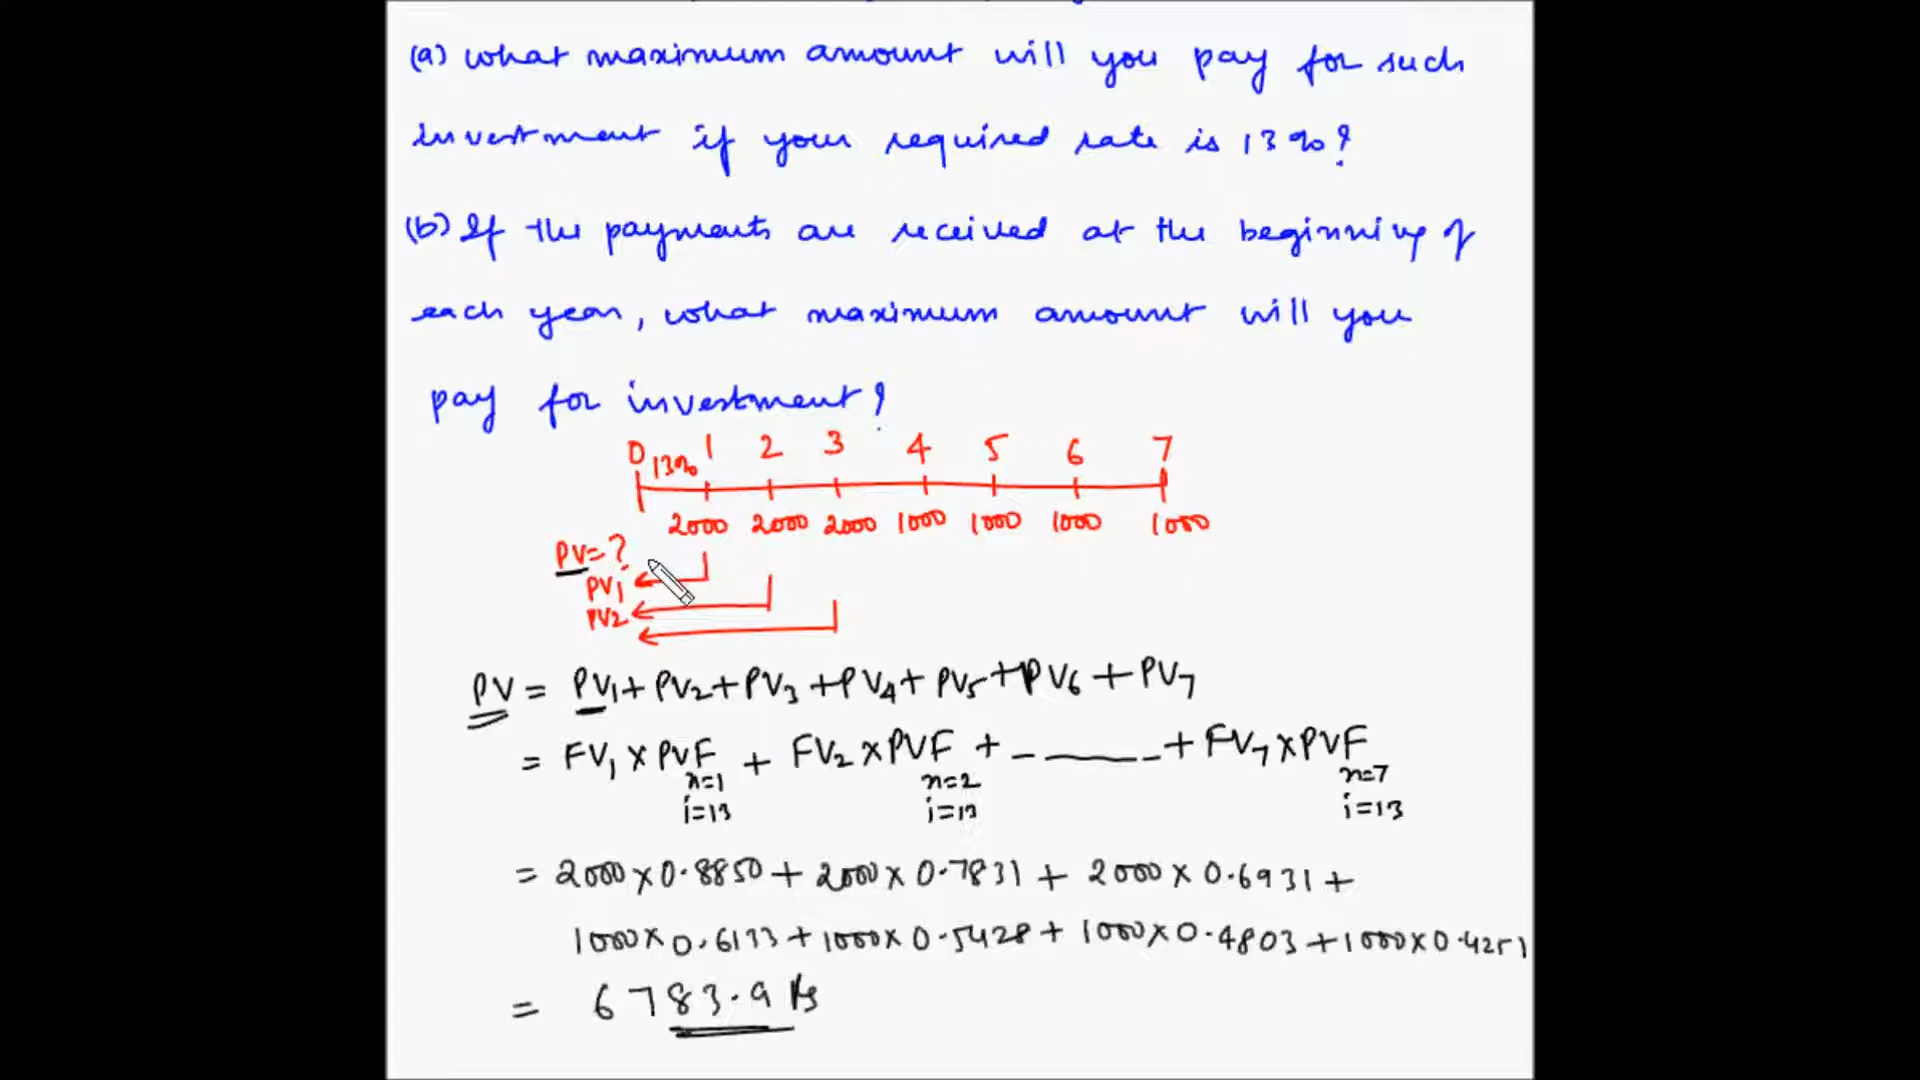 (a) what maximum amount will you pay for such
investment if your required rate is 13%?
(b) If the payments are received at the beginning of
each year, what maximum amount will you
pay for investment?
0 13% 1 2 3 4 5 6 7
2000 2000 2000 1000 1000 1000 1000
PV=?
PV1
PV2
PV = PV1+PV2+PV3+PV4+PV5+PV6+PV7
= FV1 × PVF + FV2 × PVF + - - - + FV7 × PVF
n=1 n=2 n=7
i=13 i=13 i=13
= 2000×0.8850 + 2000×0.7831 + 2000×0.6931 +
1000×0.6133 + 1000×0.5428 + 1000×0.4803 + 1000×0.4251
= 6783.9 Rs